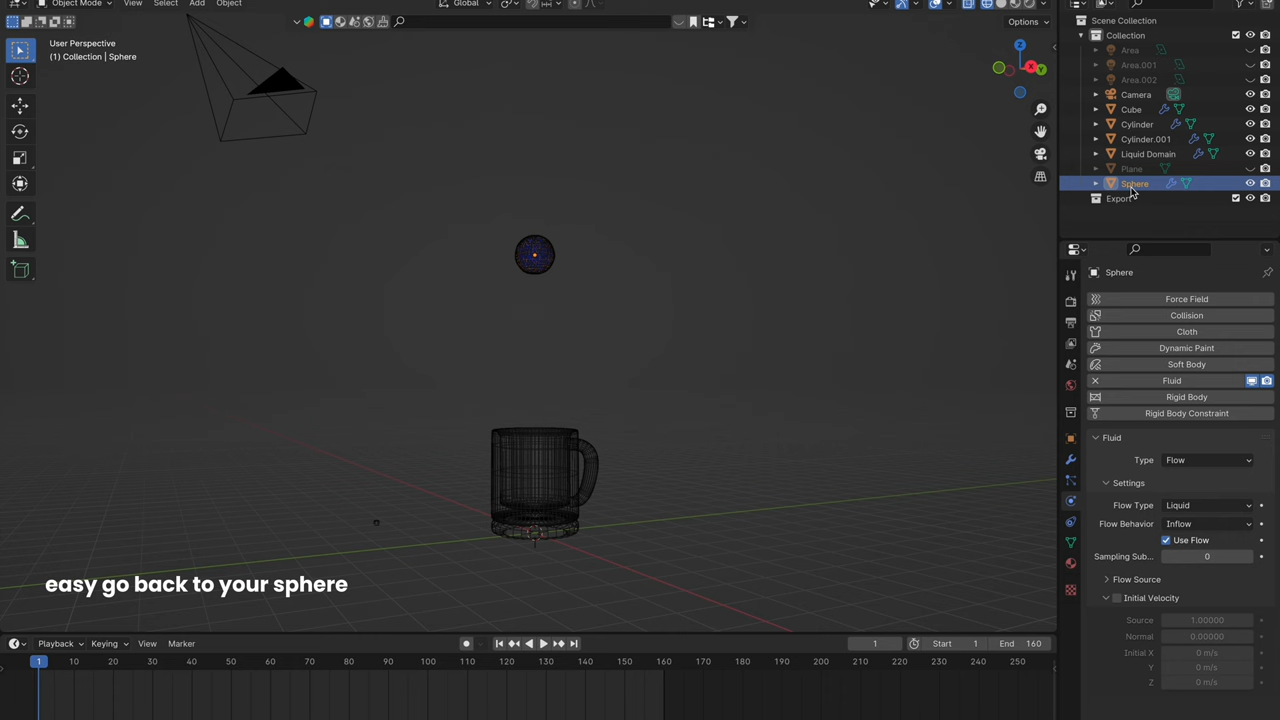 Object Mode
View
Select
Add
Object
Global
Options
User Perspective
(1) Collection | Sphere
Z
X
Y
easy go back to your sphere
Scene Collection
Collection
Area
Area.001
Area.002
Camera
Cube
Cylinder
Cylinder.001
Liquid Domain
Plane
Sphere
Export
Sphere
Force Field
Collision
Cloth
Dynamic Paint
Soft Body
Fluid
Rigid Body
Rigid Body Constraint
Fluid
Type Flow
Settings
Flow Type Liquid
Flow Behavior Inflow
Use Flow
Sampling Sub... 0
Flow Source
Initial Velocity
Source 1.00000
Normal 0.00000
Initial X 0 m/s
Y 0 m/s
Z 0 m/s
Playback
Keying
View
Marker
1
Start 1
End 160
1 10 20 30 40 50 60 70 80 90 100 110 120 130 140 150 160 170 180 190 200 210 220 230 240 250